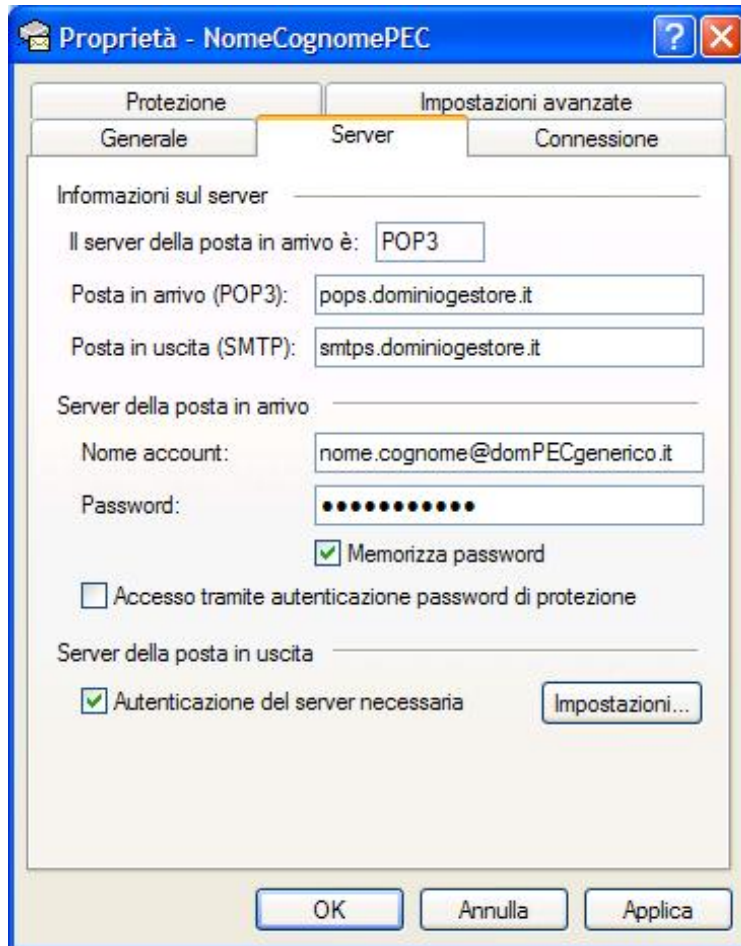 Proprietà - NomeCognomePEC
Protezione Impostazioni avanzate
Generale Server Connessione
Informazioni sul server
Il server della posta in arrivo è: POP3
Posta in arrivo (POP3): pops.dominiogestore.it
Posta in uscita (SMTP): smtps.dominiogestore.it
Server della posta in arrivo
Nome account: nome.cognome@domPECgenerico.it
Password: ●●●●●●●●●●●
Memorizza password
Accesso tramite autenticazione password di protezione
Server della posta in uscita
Autenticazione del server necessaria Impostazioni...
OK Annulla Applica